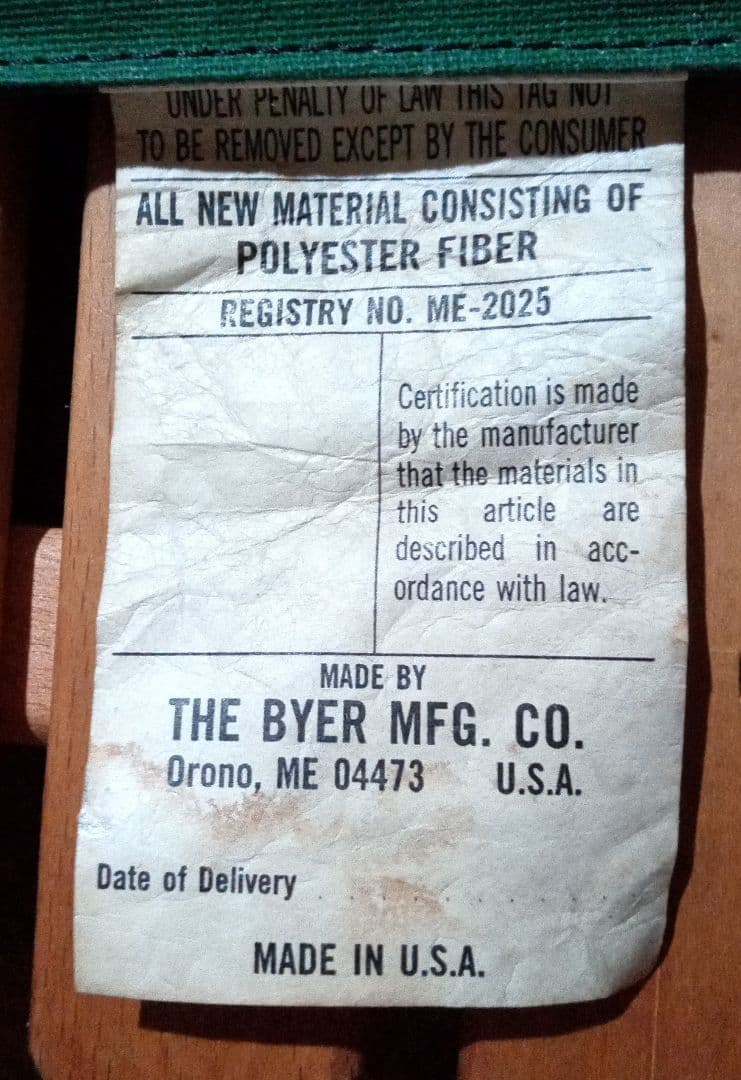 UNDER PENALTY OF LAW THIS TAG NOT
TO BE REMOVED EXCEPT BY THE CONSUMER
ALL NEW MATERIAL CONSISTING OF
POLYESTER FIBER
REGISTRY NO. ME-2025
Certification is made
by the manufacturer
that the materials in
this article are
described in acc-
ordance with law.
MADE BY
THE BYER MFG. CO.
Orono, ME 04473 U.S.A.
Date of Delivery . . . . . . . . . .
MADE IN U.S.A.